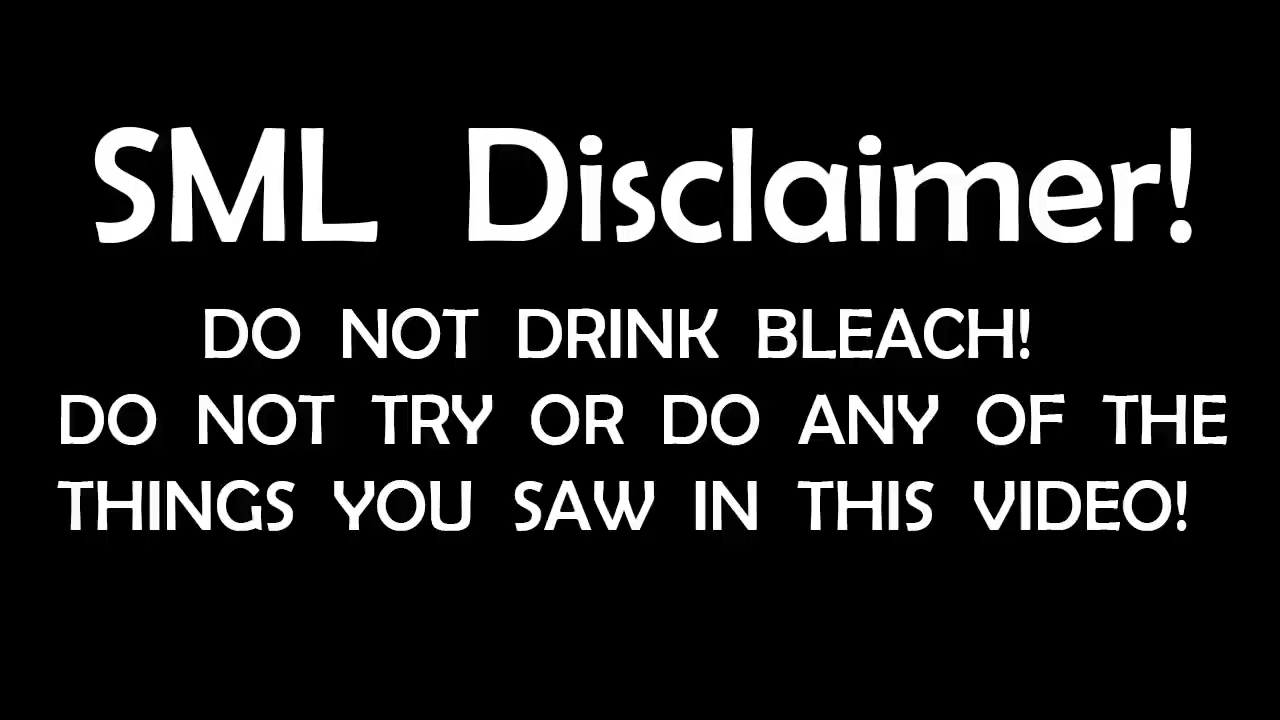 SML Disclaimer!
DO NOT DRINK BLEACH!
DO NOT TRY OR DO ANY OF THE
THINGS YOU SAW IN THIS VIDEO!